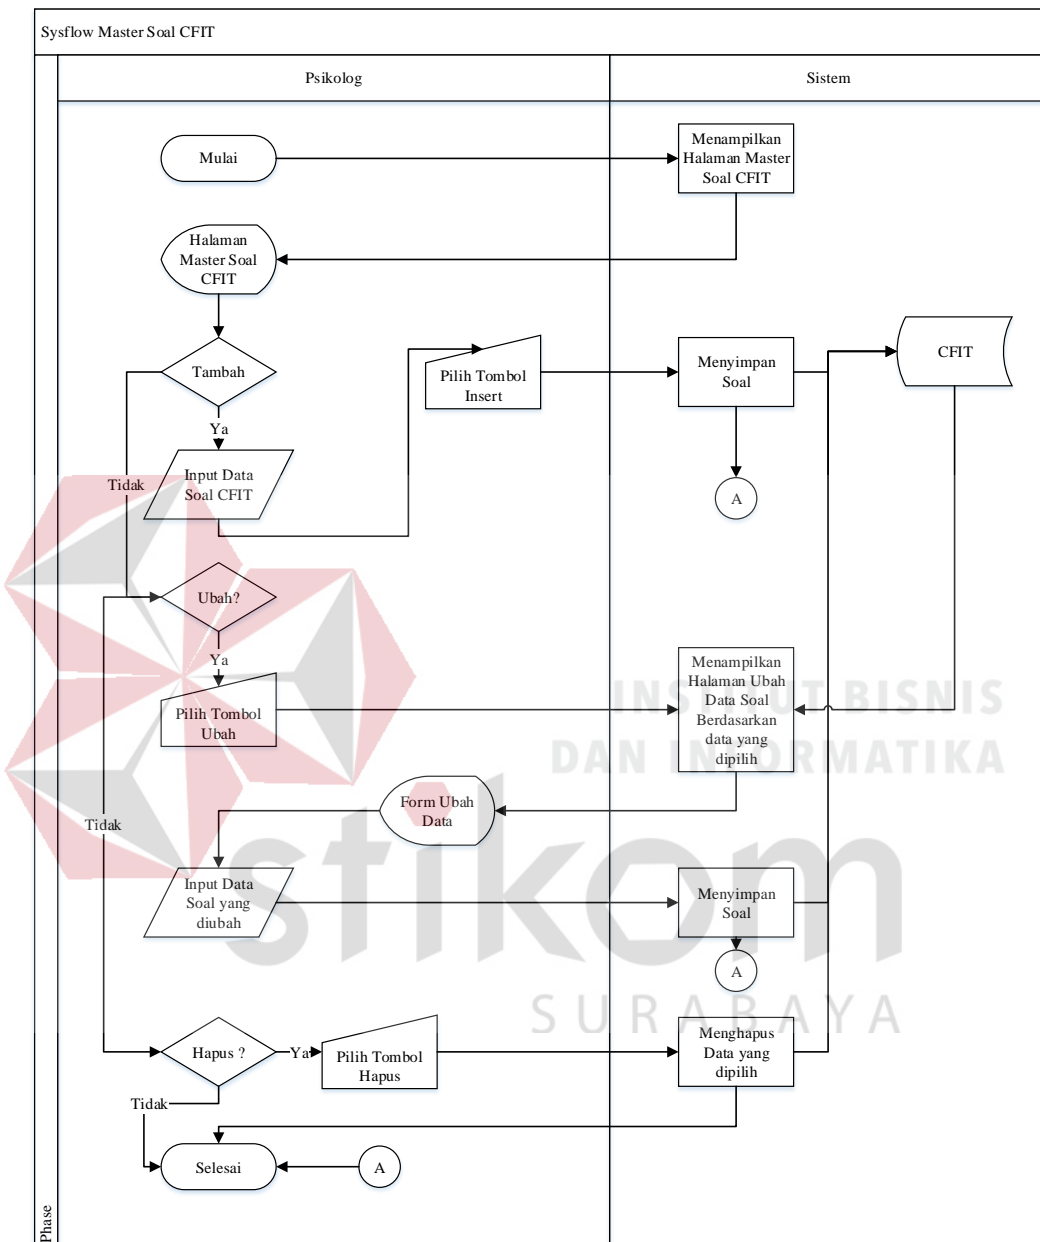 Sysflow Master Soal CFIT
Psikolog
Sistem
Mulai
Menampilkan
Halaman Master
Soal CFIT
Halaman
Master Soal
CFIT
Tambah
Pilih Tombol
Insert
Menyimpan
Soal
CFIT
Ya
Input Data
Soal CFIT
Tidak
A
Ubah?
Ya
Pilih Tombol
Ubah
Menampilkan
Halaman Ubah
Data Soal
Berdasarkan
data yang
dipilih
INSTITUT BISNIS
DAN INFORMATIKA
Form Ubah
Data
Tidak
stikom
Input Data
Soal yang
diubah
Menyimpan
Soal
A
SURABAYA
Hapus ?
Ya
Pilih Tombol
Hapus
Menghapus
Data yang
dipilih
Tidak
Selesai
A
Phase